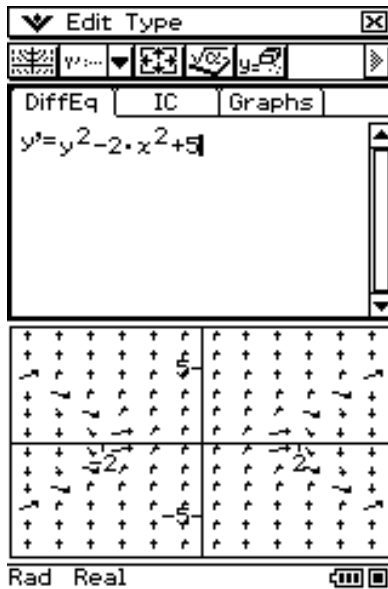 Edit Type
y'=
y=
DiffEq IC Graphs
y'=y²-2·x²+5
5
-2 2
-5
Rad Real